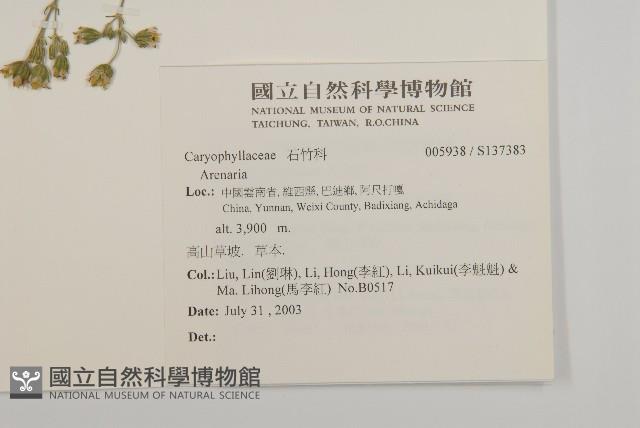 國立自然科學博物館
NATIONAL MUSEUM OF NATURAL SCIENCE
TAICHUNG, TAIWAN, R.O.CHINA
Caryophyllaceae 石竹科 005938 / S137383
Arenaria
Loc.: 中國雲南省, 維西縣, 巴迪鄉, 阿尺打嘎
China, Yunnan, Weixi County, Badixiang, Achidaga
alt. 3,900 m.
高山草坡. 草本.
Col.: Liu, Lin(劉琳), Li, Hong(李紅), Li, Kuikui(李魁魁) &
Ma. Lihong(馬李紅) No.B0517
Date: July 31 , 2003
Det.:
國立自然科學博物館
NATIONAL MUSEUM OF NATURAL SCIENCE